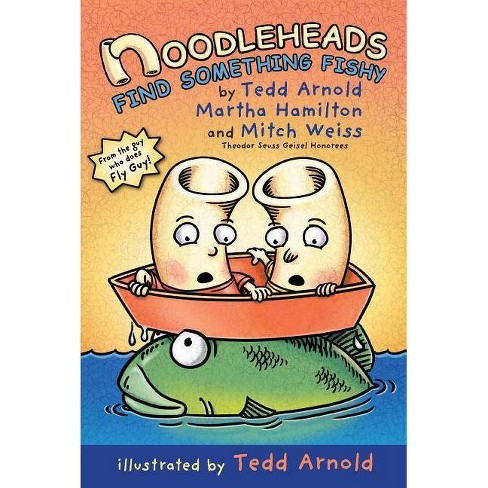 NOODLEHEADS
FIND SOMETHING FISHY
by Tedd Arnold
Martha Hamilton
and Mitch Weiss
Theodor Seuss Geisel Honorees
From the guy
who does
Fly Guy!
illustrated by Tedd Arnold